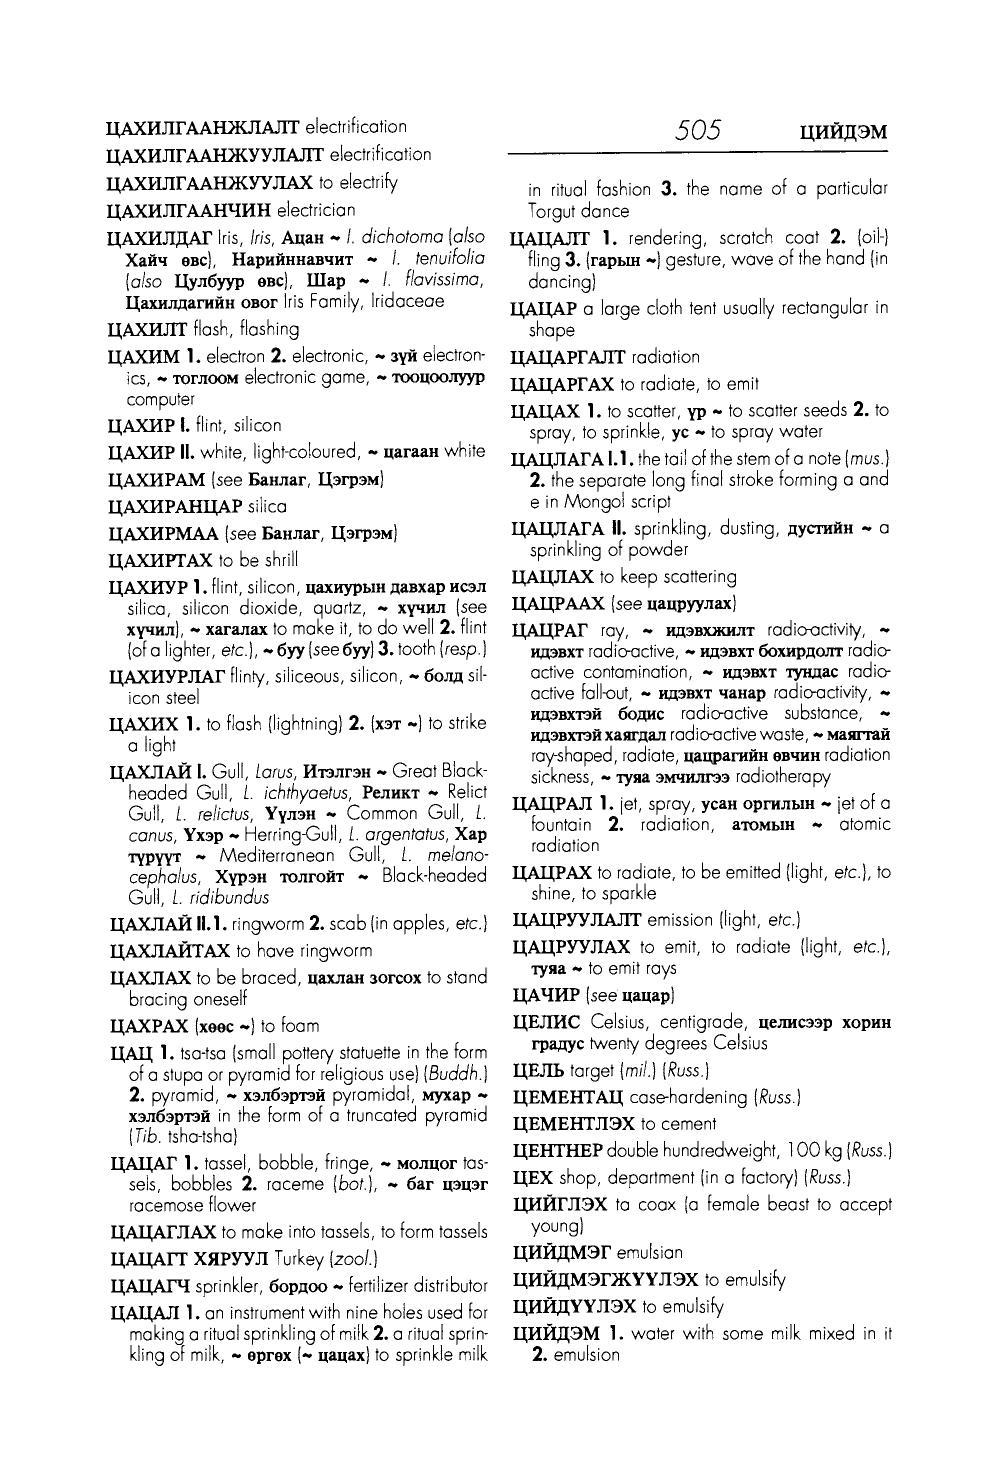 ЦАХИЛГААНЖЛАЛТ electrification
ЦАХИЛГААНЖУУЛАЛТ electrification
ЦАХИЛГААНЖУУЛАХ to electrify
ЦАХИЛГААНЧИН electrician
ЦАХИЛДАГ Iris, Iris, Ацан ~ I. dichotoma (also
Хайч өвс), Нарийннавчит ~ I. tenuifolia
(also Цулбуур өвс), Шар ~ I. flavissima,
Цахилдагийн овог Iris Family, Iridaceae
ЦАХИЛТ flash, flashing
ЦАХИМ 1. electron 2. electronic, ~ зүй electron-
ics, ~ тоглоом electronic game, ~ тооцоолуур
computer
ЦАХИР I. flint, silicon
ЦАХИР II. white, light-coloured, ~ цагаан white
ЦАХИРАМ (see Банлаг, Цэгрэм)
ЦАХИРАНЦАР silica
ЦАХИРМАА (see Банлаг, Цэгрэм)
ЦАХИРТАХ to be shrill
ЦАХИУР 1. flint, silicon, цахиурын давхар исэл
silica, silicon dioxide, quartz, ~ хүчил (see
хүчил), ~ хагалах to make it, to do well 2. flint
(of a lighter, etc.), ~ буу (see буу) 3. tooth (resp.)
ЦАХИУРЛАГ flinty, siliceous, silicon, ~ болд sil-
icon steel
ЦАХИХ 1. to flash (lightning) 2. (хэт ~) to strike
a light
ЦАХЛАЙ I. Gull, Larus, Итэлгэн ~ Great Black-
headed Gull, L. ichthyaetus, Реликт ~ Relict
Gull, L. relictus, Үүлэн ~ Common Gull, L.
canus, Үхэр ~ Herring-Gull, L. argentatus, Хар
түрүүт ~ Mediterranean Gull, L. melano-
cephalus, Хүрэн толгойт ~ Black-headed
Gull, L. ridibundus
ЦАХЛАЙ II.1. ringworm 2. scab (in apples, etc.)
ЦАХЛАЙТАХ to have ringworm
ЦАХЛАХ to be braced, цахлан зогсох to stand
bracing oneself
ЦАХРАХ (хөөс ~) to foam
ЦАЦ 1. tsa-tsa (small pottery statuette in the form
of a stupa or pyramid for religious use) (Buddh.)
2. pyramid, ~ хэлбэртэй pyramidal, мухар ~
хэлбэртэй in the form of a truncated pyramid
(Tib. tsha-tsha)
ЦАЦАГ 1. tassel, bobble, fringe, ~ молцог tas-
sels, bobbles 2. raceme (bot.), ~ баг цэцэг
racemose flower
ЦАЦАГЛАХ to make into tassels, to form tassels
ЦАЦАГТ ХЯРУУЛ Turkey (zool.)
ЦАЦАГЧ sprinkler, бордоо ~ fertilizer distributor
ЦАЦАЛ 1. an instrument with nine holes used for
making a ritual sprinkling of milk 2. a ritual sprin-
kling of milk, ~ өргөх (~ цацах) to sprinkle milk
505 ЦИЙДЭМ
in ritual fashion 3. the name of a particular
Torgut dance
ЦАЦАЛТ 1. rendering, scratch coat 2. (oil-)
fling 3. (гарын ~) gesture, wave of the hand (in
dancing)
ЦАЦАР a large cloth tent usually rectangular in
shape
ЦАЦАРГАЛТ radiation
ЦАЦАРГАХ to radiate, to emit
ЦАЦАХ 1. to scatter, үр ~ to scatter seeds 2. to
spray, to sprinkle, ус ~ to spray water
ЦАЦЛАГА I.1. the tail of the stem of a note (mus.)
2. the separate long final stroke forming a and
e in Mongol script
ЦАЦЛАГА II. sprinkling, dusting, дустийн ~ a
sprinkling of powder
ЦАЦЛАХ to keep scattering
ЦАЦРААХ (see цацруулах)
ЦАЦРАГ ray, ~ идэвхжилт radio-activity, ~
идэвхт radio-active, ~ идэвхт бохирдолт radio-
active contamination, ~ идэвхт тундас radio-
active fall-out, ~ идэвхт чанар radio-activity, ~
идэвхтэй бодис radio-active substance, ~
идэвхтэй хаягдал radio-active waste, ~ маягтай
ray-shaped, radiate, цацрагийн өвчин radiation
sickness, ~ туяа эмчилгээ radiotherapy
ЦАЦРАЛ 1. jet, spray, усан оргилын ~ jet of a
fountain 2. radiation, атомын ~ atomic
radiation
ЦАЦРАХ to radiate, to be emitted (light, etc.), to
shine, to sparkle
ЦАЦРУУЛАЛТ emission (light, etc.)
ЦАЦРУУЛАХ to emit, to radiate (light, etc.),
туяа ~ to emit rays
ЦАЧИР (see цацар)
ЦЕЛИС Celsius, centigrade, целисээр хорин
градус twenty degrees Celsius
ЦЕЛЬ target (mil.) (Russ.)
ЦЕМЕНТАЦ case-hardening (Russ.)
ЦЕМЕНТЛЭХ to cement
ЦЕНТНЕР double hundredweight, 100 kg (Russ.)
ЦЕХ shop, department (in a factory) (Russ.)
ЦИЙГЛЭХ to coax (a female beast to accept
young)
ЦИЙДМЭГ emulsian
ЦИЙДМЭГЖҮҮЛЭХ to emulsify
ЦИЙДҮҮЛЭХ to emulsify
ЦИЙДЭМ 1. water with some milk mixed in it
2. emulsion